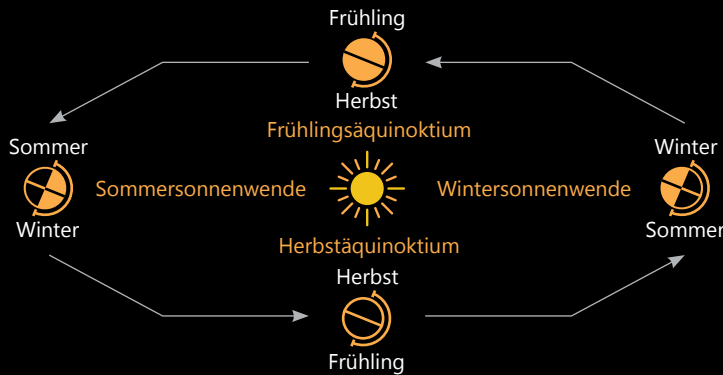 Frühling
Herbst
Frühlingsäquinoktium
Sommer
Winter
Sommersonnenwende
Wintersonnenwende
Winter
Sommer
Herbstäquinoktium
Herbst
Frühling